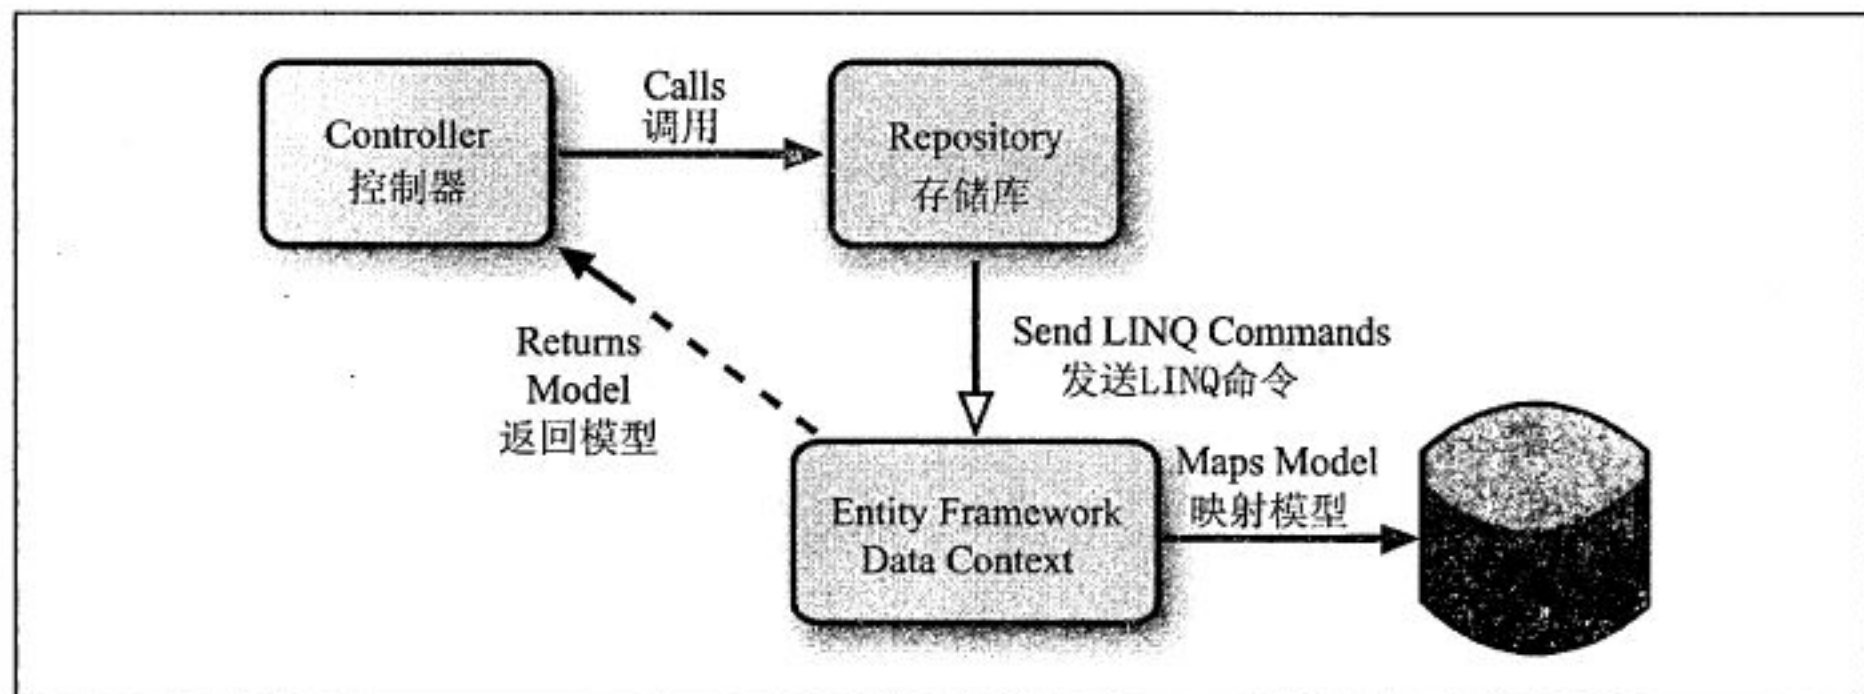 Controller
控制器
Calls
调用
Repository
存储库
Returns
Model
返回模型
Send LINQ Commands
发送LINQ命令
Entity Framework
Data Context
Maps Model
映射模型